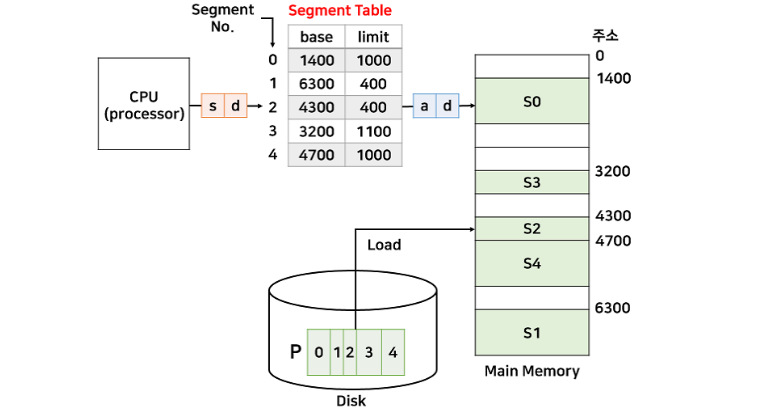 Segment No.
Segment Table
base limit
0 1400 1000
1 6300 400
2 4300 400
3 3200 1100
4 4700 1000
CPU
(processor)
s d
a d
주소
0
1400
S0
3200
S3
4300
S2
4700
S4
6300
S1
Main Memory
Load
P 0 1 2 3 4
Disk